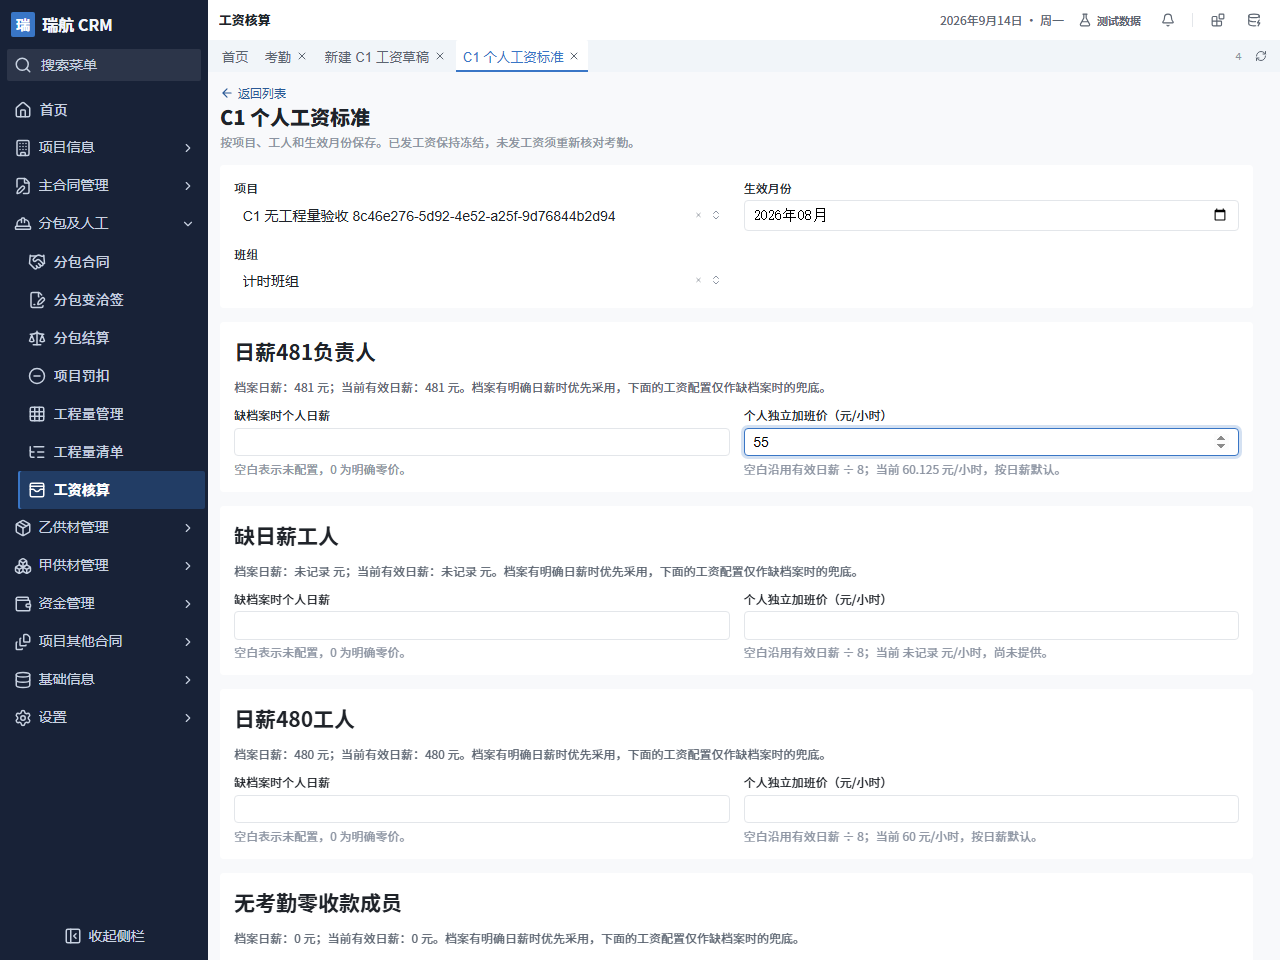 瑞 瑞航 CRM
搜索菜单
首页
项目信息
主合同管理
分包及人工
分包合同
分包变洽签
分包结算
项目罚扣
工程量管理
工程量清单
工资核算
乙供材管理
甲供材管理
资金管理
项目其他合同
基础信息
设置
收起侧栏
工资核算
2026年9月14日 · 周一 测试数据
首页 考勤 新建 C1 工资草稿 C1 个人工资标准 4
返回列表
C1 个人工资标准
按项目、工人和生效月份保存。已发工资保持冻结，未发工资须重新核对考勤。
项目 生效月份
C1 无工程量验收 8c46e276-5d92-4e52-a25f-9d76844b2d94 2026年08月
班组
计时班组
日薪481负责人
档案日薪：481 元；当前有效日薪：481 元。档案有明确日薪时优先采用，下面的工资配置仅作缺档案时的兜底。
缺档案时个人日薪 个人独立加班价（元/小时）
55
空白表示未配置，0 为明确零价。 空白沿用有效日薪 ÷ 8；当前 60.125 元/小时，按日薪默认。
缺日薪工人
档案日薪：未记录 元；当前有效日薪：未记录 元。档案有明确日薪时优先采用，下面的工资配置仅作缺档案时的兜底。
缺档案时个人日薪 个人独立加班价（元/小时）
空白表示未配置，0 为明确零价。 空白沿用有效日薪 ÷ 8；当前 未记录 元/小时，尚未提供。
日薪480工人
档案日薪：480 元；当前有效日薪：480 元。档案有明确日薪时优先采用，下面的工资配置仅作缺档案时的兜底。
缺档案时个人日薪 个人独立加班价（元/小时）
空白表示未配置，0 为明确零价。 空白沿用有效日薪 ÷ 8；当前 60 元/小时，按日薪默认。
无考勤零收款成员
档案日薪：0 元；当前有效日薪：0 元。档案有明确日薪时优先采用，下面的工资配置仅作缺档案时的兜底。